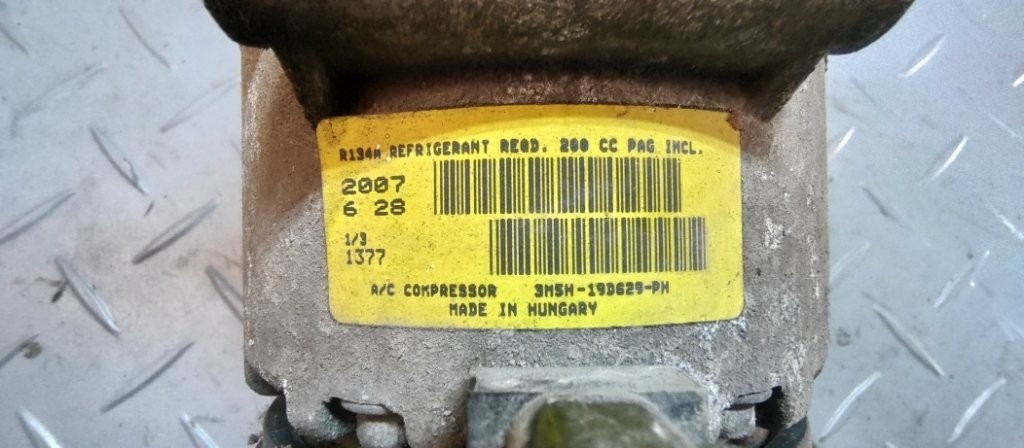 R134A REFRIGERANT REQD. 200 CC PAG INCL.
2007
6 28
1/3
1377
A/C COMPRESSOR 3M5H-19D629-PH
MADE IN HUNGARY